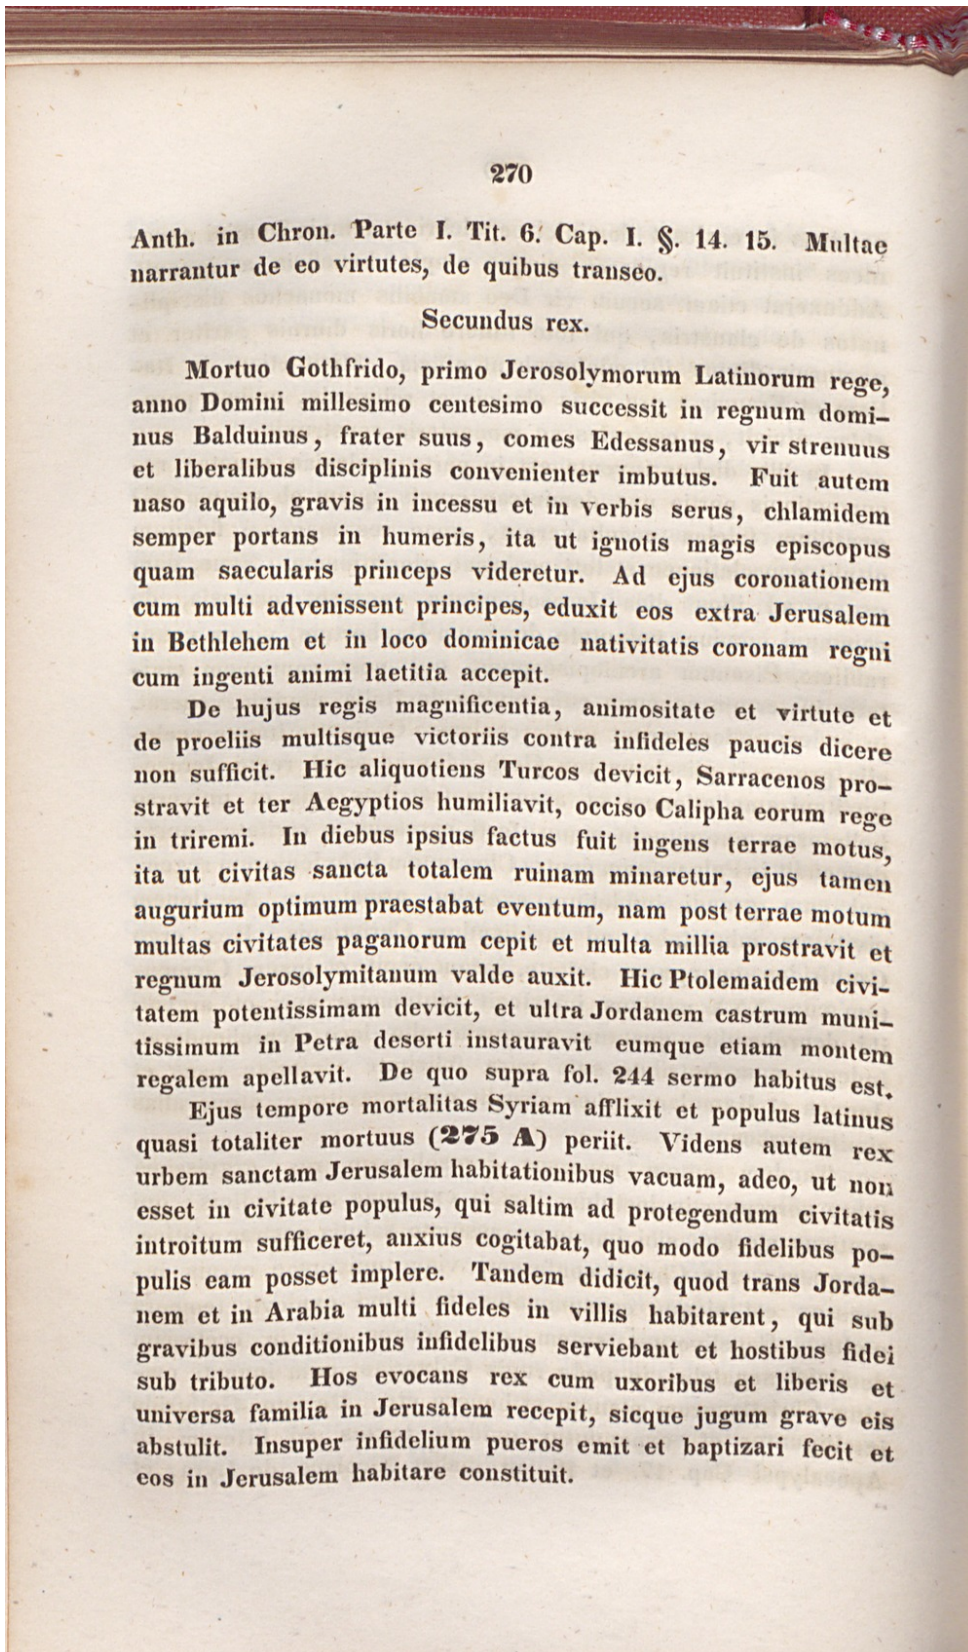 270
Anth. in Chron. Parte I. Tit. 6. Cap. I. §. 14. 15. Multae
narrantur de eo virtutes, de quibus transeo.
Secundus rex.
Mortuo Gothfrido, primo Jerosolymorum Latinorum rege,
anno Domini millesimo centesimo successit in regnum domi–
nus Balduinus, frater suus, comes Edessanus, vir strenuus
et liberalibus disciplinis convenienter imbutus. Fuit autem
naso aquilo, gravis in incessu et in verbis serus, chlamidem
semper portans in humeris, ita ut ignotis magis episcopus
quam saecularis princeps videretur. Ad ejus coronationem
cum multi advenissent principes, eduxit eos extra Jerusalem
in Bethlehem et in loco dominicae nativitatis coronam regni
cum ingenti animi laetitia accepit.
De hujus regis magnificentia, animositate et virtute et
de proeliis multisque victoriis contra infideles paucis dicere
non sufficit. Hic aliquotiens Turcos devicit, Sarracenos pro–
stravit et ter Aegyptios humiliavit, occiso Calipha eorum rege
in triremi. In diebus ipsius factus fuit ingens terrae motus,
ita ut civitas sancta totalem ruinam minaretur, ejus tamen
augurium optimum praestabat eventum, nam post terrae motum
multas civitates paganorum cepit et multa millia prostravit et
regnum Jerosolymitanum valde auxit. Hic Ptolemaidem civi–
tatem potentissimam devicit, et ultra Jordanem castrum muni–
tissimum in Petra deserti instauravit eumque etiam montem
regalem apellavit. De quo supra fol. 244 sermo habitus est.
Ejus tempore mortalitas Syriam afflixit et populus latinus
quasi totaliter mortuus (275 A) periit. Videns autem rex
urbem sanctam Jerusalem habitationibus vacuam, adeo, ut non
esset in civitate populus, qui saltim ad protegendum civitatis
introitum sufficeret, anxius cogitabat, quo modo fidelibus po–
pulis eam posset implere. Tandem didicit, quod trans Jorda–
nem et in Arabia multi fideles in villis habitarent, qui sub
gravibus conditionibus infidelibus serviebant et hostibus fidei
sub tributo. Hos evocans rex cum uxoribus et liberis et
universa familia in Jerusalem recepit, sicque jugum grave eis
abstulit. Insuper infidelium pueros emit et baptizari fecit et
eos in Jerusalem habitare constituit.